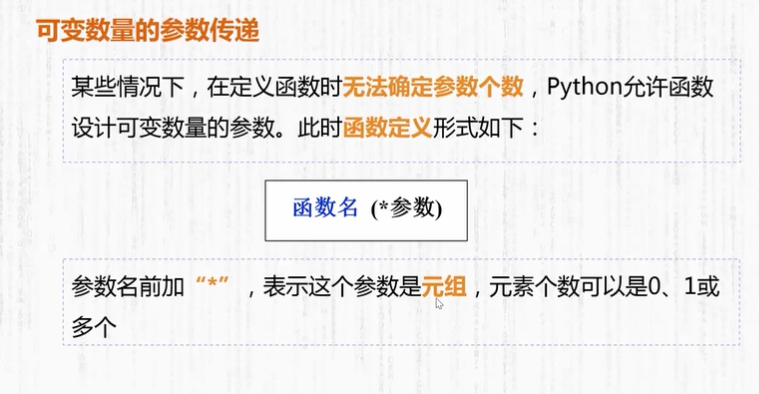 可变数量的参数传递
某些情况下，在定义函数时无法确定参数个数，Python允许函数
设计可变数量的参数。此时函数定义形式如下：
函数名 (*参数)
参数名前加“*”，表示这个参数是元组，元素个数可以是0、1或
多个